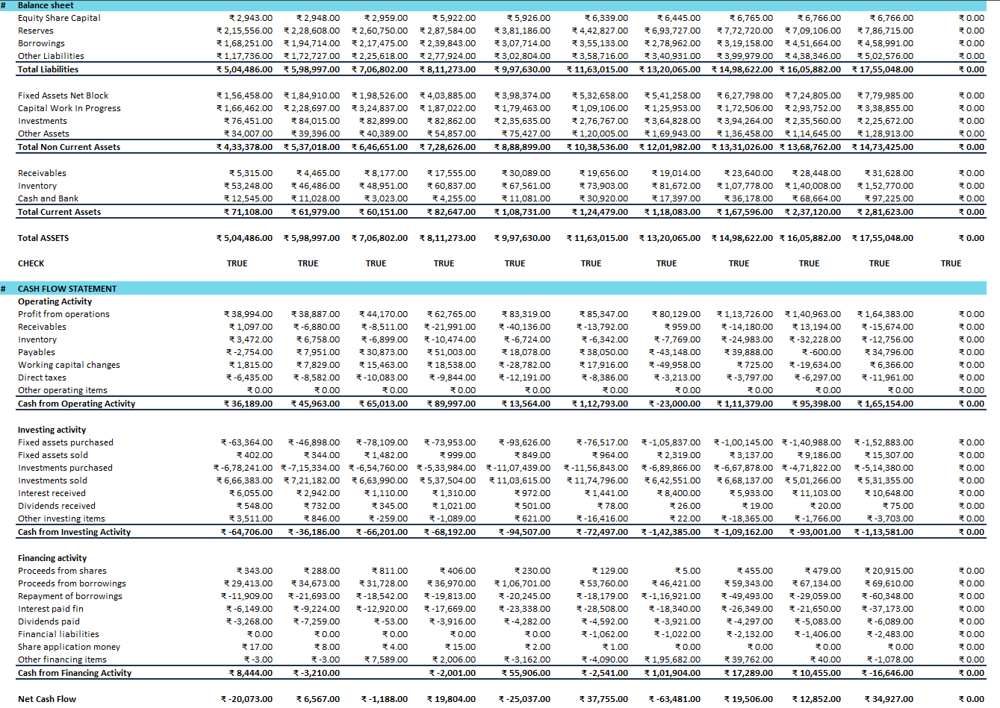 # Balance sheet
Equity Share Capital ₹ 2,943.00 ₹ 2,948.00 ₹ 2,959.00 ₹ 5,922.00 ₹ 5,926.00 ₹ 6,339.00 ₹ 6,445.00 ₹ 6,765.00 ₹ 6,766.00 ₹ 6,766.00 ₹ 0.00
Reserves ₹ 2,15,556.00 ₹ 2,28,608.00 ₹ 2,60,750.00 ₹ 2,87,584.00 ₹ 3,81,186.00 ₹ 4,42,827.00 ₹ 6,93,727.00 ₹ 7,72,720.00 ₹ 7,09,106.00 ₹ 7,86,715.00 ₹ 0.00
Borrowings ₹ 1,68,251.00 ₹ 1,94,714.00 ₹ 2,17,475.00 ₹ 2,39,843.00 ₹ 3,07,714.00 ₹ 3,55,133.00 ₹ 2,78,962.00 ₹ 3,19,158.00 ₹ 4,51,664.00 ₹ 4,58,991.00 ₹ 0.00
Other Liabilities ₹ 1,17,736.00 ₹ 1,72,727.00 ₹ 2,25,618.00 ₹ 2,77,924.00 ₹ 3,02,804.00 ₹ 3,58,716.00 ₹ 3,40,931.00 ₹ 3,99,979.00 ₹ 4,38,346.00 ₹ 5,02,576.00 ₹ 0.00
Total Liabilities ₹ 5,04,486.00 ₹ 5,98,997.00 ₹ 7,06,802.00 ₹ 8,11,273.00 ₹ 9,97,630.00 ₹ 11,63,015.00 ₹ 13,20,065.00 ₹ 14,98,622.00 ₹ 16,05,882.00 ₹ 17,55,048.00 ₹ 0.00
Fixed Assets Net Block ₹ 1,56,458.00 ₹ 1,84,910.00 ₹ 1,98,526.00 ₹ 4,03,885.00 ₹ 3,98,374.00 ₹ 5,32,658.00 ₹ 5,41,258.00 ₹ 6,27,798.00 ₹ 7,24,805.00 ₹ 7,79,985.00 ₹ 0.00
Capital Work In Progress ₹ 1,66,462.00 ₹ 2,28,697.00 ₹ 3,24,837.00 ₹ 1,87,022.00 ₹ 1,79,463.00 ₹ 1,09,106.00 ₹ 1,25,953.00 ₹ 1,72,506.00 ₹ 2,93,752.00 ₹ 3,38,855.00 ₹ 0.00
Investments ₹ 76,451.00 ₹ 84,015.00 ₹ 82,899.00 ₹ 82,862.00 ₹ 2,35,635.00 ₹ 2,76,767.00 ₹ 3,64,828.00 ₹ 3,94,264.00 ₹ 2,35,560.00 ₹ 2,25,672.00 ₹ 0.00
Other Assets ₹ 34,007.00 ₹ 39,396.00 ₹ 40,389.00 ₹ 54,857.00 ₹ 75,427.00 ₹ 1,20,005.00 ₹ 1,69,943.00 ₹ 1,36,458.00 ₹ 1,14,645.00 ₹ 1,28,913.00 ₹ 0.00
Total Non Current Assets ₹ 4,33,378.00 ₹ 5,37,018.00 ₹ 6,46,651.00 ₹ 7,28,626.00 ₹ 8,88,899.00 ₹ 10,38,536.00 ₹ 12,01,982.00 ₹ 13,31,026.00 ₹ 13,68,762.00 ₹ 14,73,425.00 ₹ 0.00
Receivables ₹ 5,315.00 ₹ 4,465.00 ₹ 8,177.00 ₹ 17,555.00 ₹ 30,089.00 ₹ 19,656.00 ₹ 19,014.00 ₹ 23,640.00 ₹ 28,448.00 ₹ 31,628.00 ₹ 0.00
Inventory ₹ 53,248.00 ₹ 46,486.00 ₹ 48,951.00 ₹ 60,837.00 ₹ 67,561.00 ₹ 73,903.00 ₹ 81,672.00 ₹ 1,07,778.00 ₹ 1,40,008.00 ₹ 1,52,770.00 ₹ 0.00
Cash and Bank ₹ 12,545.00 ₹ 11,028.00 ₹ 3,023.00 ₹ 4,255.00 ₹ 11,081.00 ₹ 30,920.00 ₹ 17,397.00 ₹ 36,178.00 ₹ 68,664.00 ₹ 97,225.00 ₹ 0.00
Total Current Assets ₹ 71,108.00 ₹ 61,979.00 ₹ 60,151.00 ₹ 82,647.00 ₹ 1,08,731.00 ₹ 1,24,479.00 ₹ 1,18,083.00 ₹ 1,67,596.00 ₹ 2,37,120.00 ₹ 2,81,623.00 ₹ 0.00
Total ASSETS ₹ 5,04,486.00 ₹ 5,98,997.00 ₹ 7,06,802.00 ₹ 8,11,273.00 ₹ 9,97,630.00 ₹ 11,63,015.00 ₹ 13,20,065.00 ₹ 14,98,622.00 ₹ 16,05,882.00 ₹ 17,55,048.00 ₹ 0.00
CHECK TRUE TRUE TRUE TRUE TRUE TRUE TRUE TRUE TRUE TRUE TRUE
# CASH FLOW STATEMENT
Operating Activity
Profit from operations ₹ 38,994.00 ₹ 38,887.00 ₹ 44,170.00 ₹ 62,765.00 ₹ 83,319.00 ₹ 85,347.00 ₹ 80,129.00 ₹ 1,13,726.00 ₹ 1,40,963.00 ₹ 1,64,383.00 ₹ 0.00
Receivables ₹ 1,097.00 ₹ -6,880.00 ₹ -8,511.00 ₹ -21,991.00 ₹ -40,136.00 ₹ -13,792.00 ₹ 959.00 ₹ -14,180.00 ₹ 13,194.00 ₹ -15,674.00 ₹ 0.00
Inventory ₹ 3,472.00 ₹ 6,758.00 ₹ -6,899.00 ₹ -10,474.00 ₹ -6,724.00 ₹ -6,342.00 ₹ -7,769.00 ₹ -24,983.00 ₹ -32,228.00 ₹ -12,756.00 ₹ 0.00
Payables ₹ -2,754.00 ₹ 7,951.00 ₹ 30,873.00 ₹ 51,003.00 ₹ 18,078.00 ₹ 38,050.00 ₹ -43,148.00 ₹ 39,888.00 ₹ -600.00 ₹ 34,796.00 ₹ 0.00
Working capital changes ₹ 1,815.00 ₹ 7,829.00 ₹ 15,463.00 ₹ 18,538.00 ₹ -28,782.00 ₹ 17,916.00 ₹ -49,958.00 ₹ 725.00 ₹ -19,634.00 ₹ 6,366.00 ₹ 0.00
Direct taxes ₹ -6,435.00 ₹ -8,582.00 ₹ -10,083.00 ₹ -9,844.00 ₹ -12,191.00 ₹ -8,386.00 ₹ -3,213.00 ₹ -3,797.00 ₹ -6,297.00 ₹ -11,961.00 ₹ 0.00
Other operating items ₹ 0.00 ₹ 0.00 ₹ 0.00 ₹ 0.00 ₹ 0.00 ₹ 0.00 ₹ 0.00 ₹ 0.00 ₹ 0.00 ₹ 0.00 ₹ 0.00
Cash from Operating Activity ₹ 36,189.00 ₹ 45,963.00 ₹ 65,013.00 ₹ 89,997.00 ₹ 13,564.00 ₹ 1,12,793.00 ₹ -23,000.00 ₹ 1,11,379.00 ₹ 95,398.00 ₹ 1,65,154.00 ₹ 0.00
Investing activity
Fixed assets purchased ₹ -63,364.00 ₹ -46,898.00 ₹ -78,109.00 ₹ -73,953.00 ₹ -93,626.00 ₹ -76,517.00 ₹ -1,05,837.00 ₹ -1,00,145.00 ₹ -1,40,988.00 ₹ -1,52,883.00 ₹ 0.00
Fixed assets sold ₹ 402.00 ₹ 344.00 ₹ 1,482.00 ₹ 999.00 ₹ 849.00 ₹ 964.00 ₹ 2,319.00 ₹ 3,137.00 ₹ 9,186.00 ₹ 15,307.00 ₹ 0.00
Investments purchased ₹ -6,78,241.00 ₹ -7,15,334.00 ₹ -6,54,760.00 ₹ -5,33,984.00 ₹ -11,07,439.00 ₹ -11,56,843.00 ₹ -6,89,866.00 ₹ -6,67,878.00 ₹ -4,71,822.00 ₹ -5,14,380.00 ₹ 0.00
Investments sold ₹ 6,66,383.00 ₹ 7,21,182.00 ₹ 6,63,990.00 ₹ 5,37,504.00 ₹ 11,03,615.00 ₹ 11,74,796.00 ₹ 6,42,551.00 ₹ 6,68,137.00 ₹ 5,01,266.00 ₹ 5,31,355.00 ₹ 0.00
Interest received ₹ 6,055.00 ₹ 2,942.00 ₹ 1,110.00 ₹ 1,310.00 ₹ 972.00 ₹ 1,441.00 ₹ 8,400.00 ₹ 5,933.00 ₹ 11,103.00 ₹ 10,648.00 ₹ 0.00
Dividends received ₹ 548.00 ₹ 732.00 ₹ 345.00 ₹ 1,021.00 ₹ 501.00 ₹ 78.00 ₹ 26.00 ₹ 19.00 ₹ 20.00 ₹ 75.00 ₹ 0.00
Other investing items ₹ 3,511.00 ₹ 846.00 ₹ -259.00 ₹ -1,089.00 ₹ 621.00 ₹ -16,416.00 ₹ 22.00 ₹ -18,365.00 ₹ -1,766.00 ₹ -3,703.00 ₹ 0.00
Cash from Investing Activity ₹ -64,706.00 ₹ -36,186.00 ₹ -66,201.00 ₹ -68,192.00 ₹ -94,507.00 ₹ -72,497.00 ₹ -1,42,385.00 ₹ -1,09,162.00 ₹ -93,001.00 ₹ -1,13,581.00 ₹ 0.00
Financing activity
Proceeds from shares ₹ 343.00 ₹ 288.00 ₹ 811.00 ₹ 406.00 ₹ 230.00 ₹ 129.00 ₹ 5.00 ₹ 455.00 ₹ 479.00 ₹ 20,915.00 ₹ 0.00
Proceeds from borrowings ₹ 29,413.00 ₹ 34,673.00 ₹ 31,728.00 ₹ 36,970.00 ₹ 1,06,701.00 ₹ 53,760.00 ₹ 46,421.00 ₹ 59,343.00 ₹ 67,134.00 ₹ 69,610.00 ₹ 0.00
Repayment of borrowings ₹ -11,909.00 ₹ -21,693.00 ₹ -18,542.00 ₹ -19,813.00 ₹ -20,245.00 ₹ -18,179.00 ₹ -1,16,921.00 ₹ -49,493.00 ₹ -29,059.00 ₹ -60,348.00 ₹ 0.00
Interest paid fin ₹ -6,149.00 ₹ -9,224.00 ₹ -12,920.00 ₹ -17,669.00 ₹ -23,338.00 ₹ -28,508.00 ₹ -18,340.00 ₹ -26,349.00 ₹ -21,650.00 ₹ -37,173.00 ₹ 0.00
Dividends paid ₹ -3,268.00 ₹ -7,259.00 ₹ -53.00 ₹ -3,916.00 ₹ -4,282.00 ₹ -4,592.00 ₹ -3,921.00 ₹ -4,297.00 ₹ -5,083.00 ₹ -6,089.00 ₹ 0.00
Financial liabilities ₹ 0.00 ₹ 0.00 ₹ 0.00 ₹ 0.00 ₹ 0.00 ₹ -1,062.00 ₹ -1,022.00 ₹ -2,132.00 ₹ -1,406.00 ₹ -2,483.00 ₹ 0.00
Share application money ₹ 17.00 ₹ 8.00 ₹ 4.00 ₹ 15.00 ₹ 2.00 ₹ 1.00 ₹ 0.00 ₹ 0.00 ₹ 0.00 ₹ 0.00 ₹ 0.00
Other financing items ₹ -3.00 ₹ -3.00 ₹ 7,589.00 ₹ 2,006.00 ₹ -3,162.00 ₹ -4,090.00 ₹ 1,95,682.00 ₹ 39,762.00 ₹ 40.00 ₹ -1,078.00 ₹ 0.00
Cash from Financing Activity ₹ 8,444.00 ₹ -3,210.00 ₹ -2,001.00 ₹ 55,906.00 ₹ -2,541.00 ₹ 1,01,904.00 ₹ 17,289.00 ₹ 10,455.00 ₹ -16,646.00 ₹ 0.00
Net Cash Flow ₹ -20,073.00 ₹ 6,567.00 ₹ -1,188.00 ₹ 19,804.00 ₹ -25,037.00 ₹ 37,755.00 ₹ -63,481.00 ₹ 19,506.00 ₹ 12,852.00 ₹ 34,927.00 ₹ 0.00